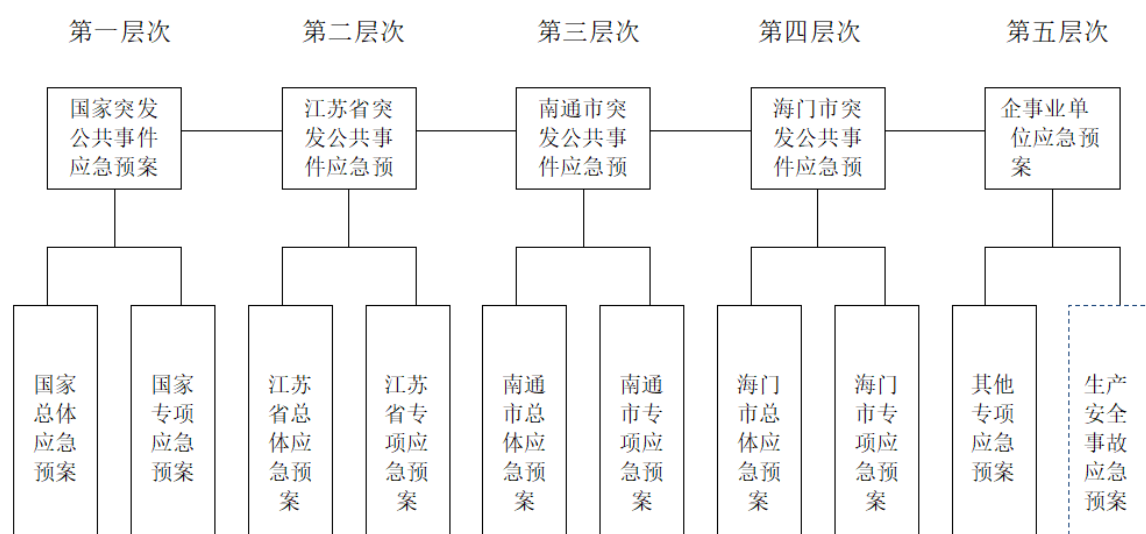 第一层次
第二层次
第三层次
第四层次
第五层次
国家突发
公共事件
应急预案
江苏省突
发公共事
件应急预
南通市突
发公共事
件应急预
海门市突
发公共事
件应急预
企事业单
位应急预
案
国家
总体
应急
预案
国家
专项
应急
预案
江苏
省总
体应
急预
案
江苏
省专
项应
急预
案
南通
市总
体应
急预
案
南通
市专
项应
急预
案
海门
市总
体应
急预
案
海门
市专
项应
急预
案
其他
专项
应急
预案
生产
安全
事故
应急
预案